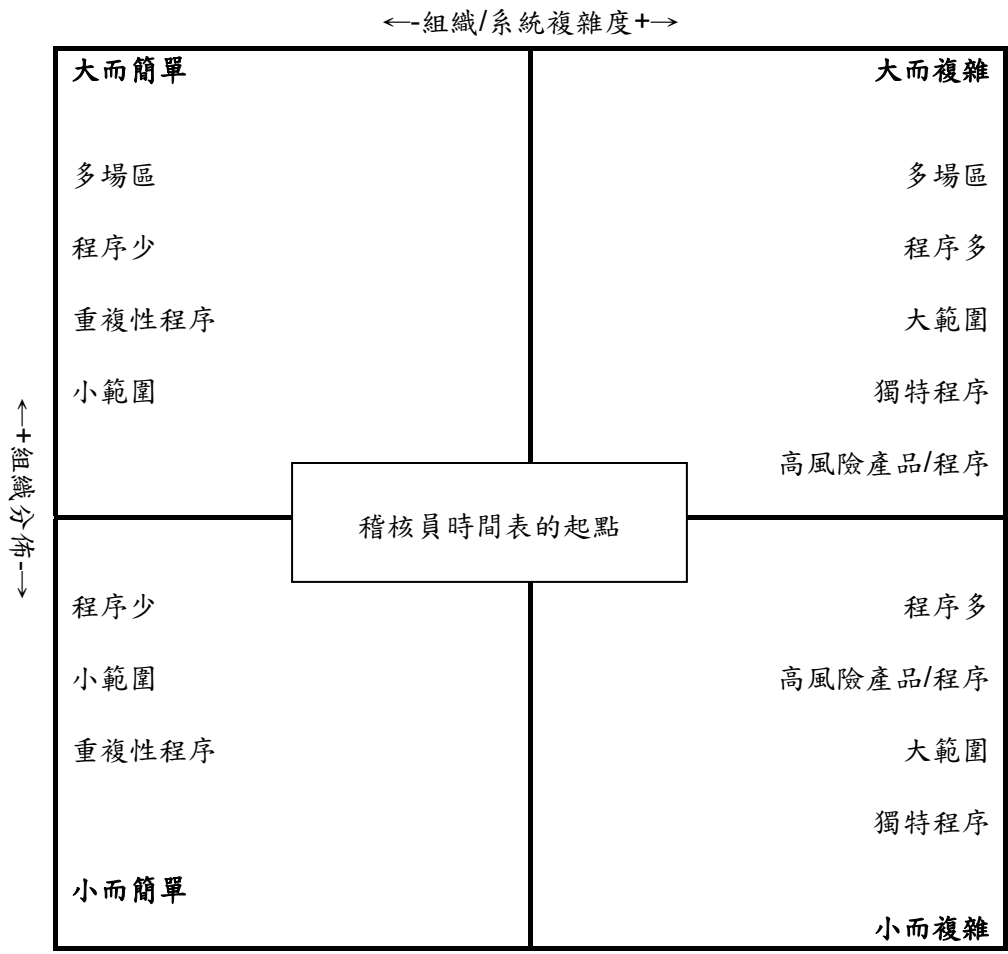 ←-組織/系統複雜度+→
大而簡單
多場區
程序少
重複性程序
小範圍
大而複雜
多場區
程序多
大範圍
獨特程序
高風險產品/程序
←+組織分佈-→
稽核員時間表的起點
程序少
小範圍
重複性程序
小而簡單
程序多
高風險產品/程序
大範圍
獨特程序
小而複雜